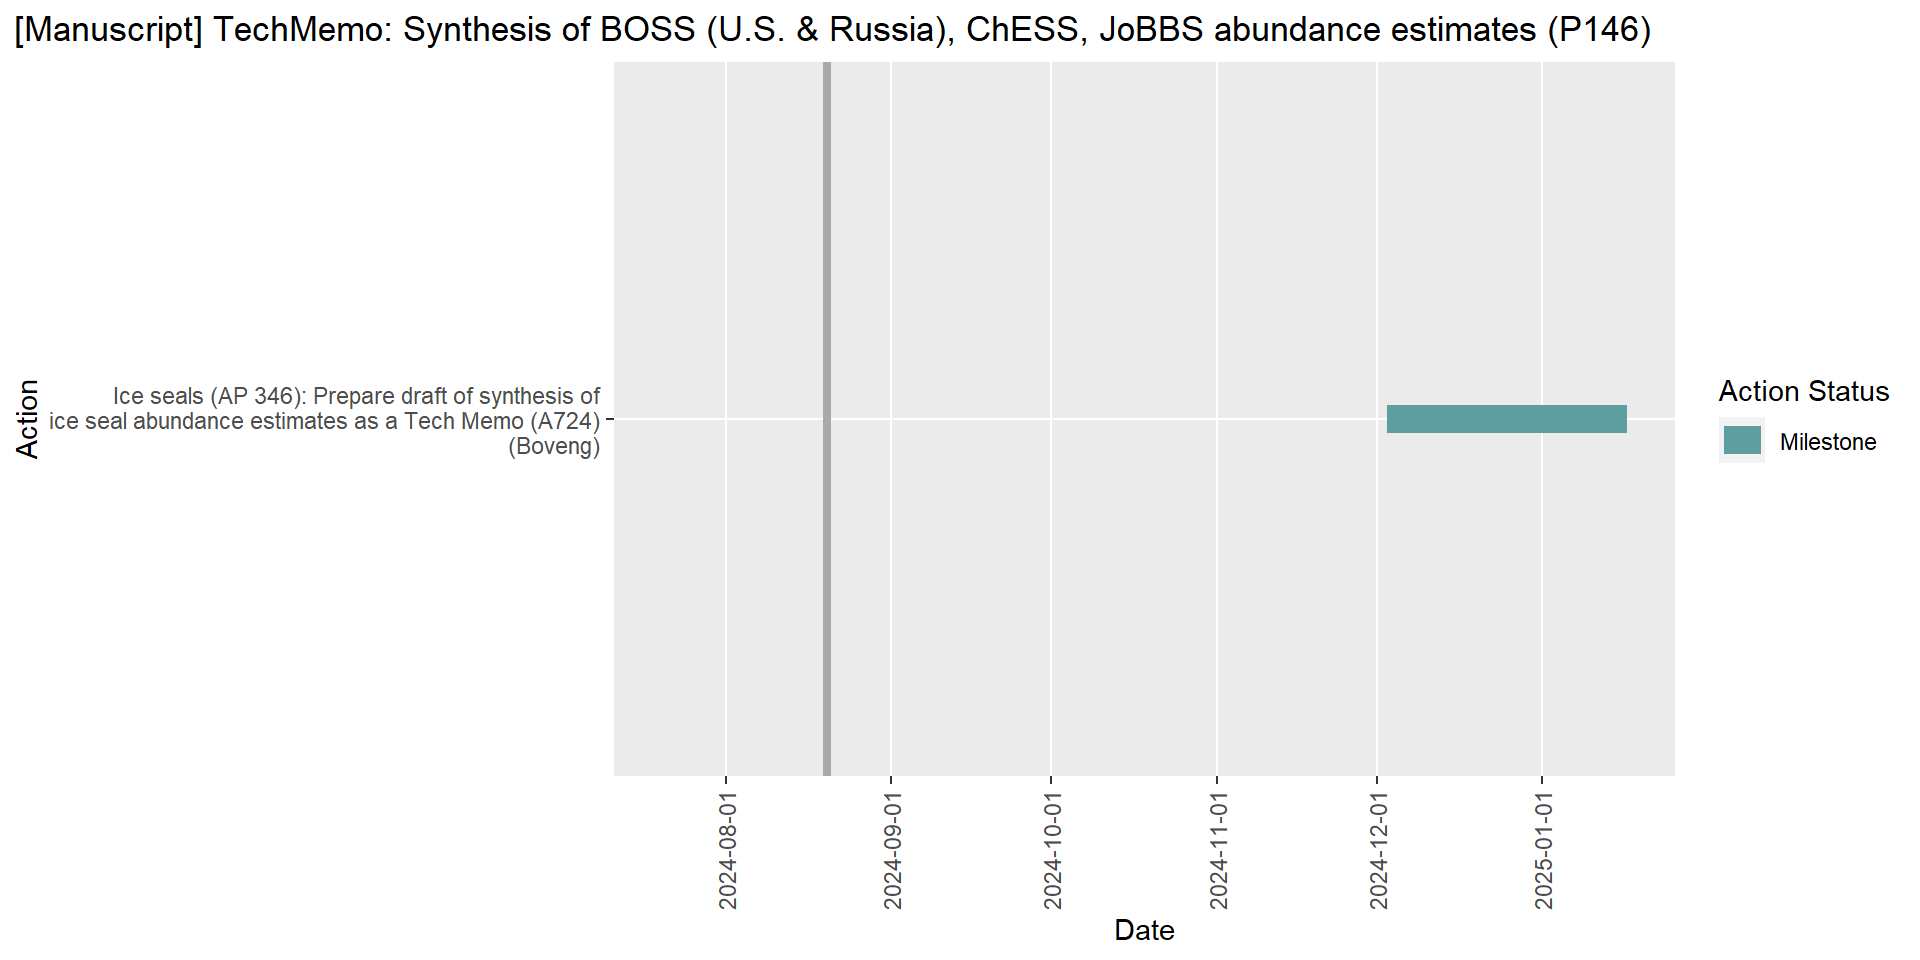 [Manuscript] TechMemo: Synthesis of BOSS (U.S. & Russia), ChESS, JoBBS abundance estimates (P146)
Action
Ice seals (AP 346): Prepare draft of synthesis of
ice seal abundance estimates as a Tech Memo (A724)
(Boveng)
Action Status
Milestone
2024-08-01
2024-09-01
2024-10-01
2024-11-01
2024-12-01
2025-01-01
Date